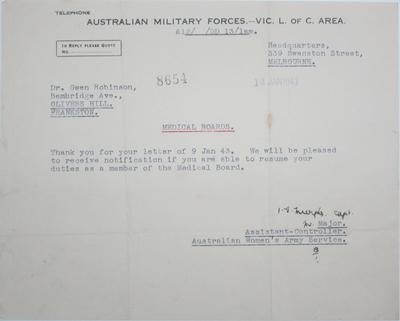 TELEPHONE
AUSTRALIAN MILITARY FORCES.—VIC. L. OF C. AREA.
IN REPLY PLEASE QUOTE
No.
Headquarters,
339 Swanston Street,
MELBOURNE.
8654
13 JAN 1943
Dr. Gwen Robinson,
Bembridge Ave.,
OLIVERS HILL.
FRANKSTON.
MEDICAL BOARDS.
Thank you for your letter of 9 Jan 43. We will be pleased
to receive notification if you are able to resume your
duties as a member of the Medical Board.
Capt.
Major.
Assistant-Controller.
Australian Women's Army Service.